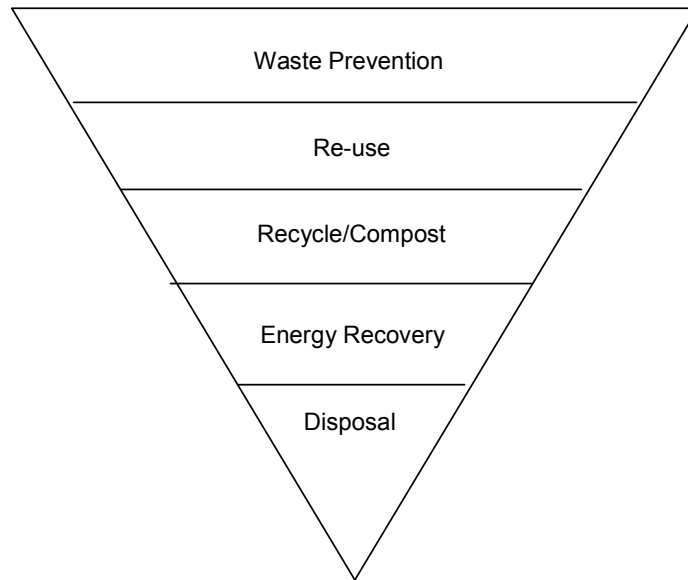 Waste Prevention
Re-use
Recycle/Compost
Energy Recovery
Disposal